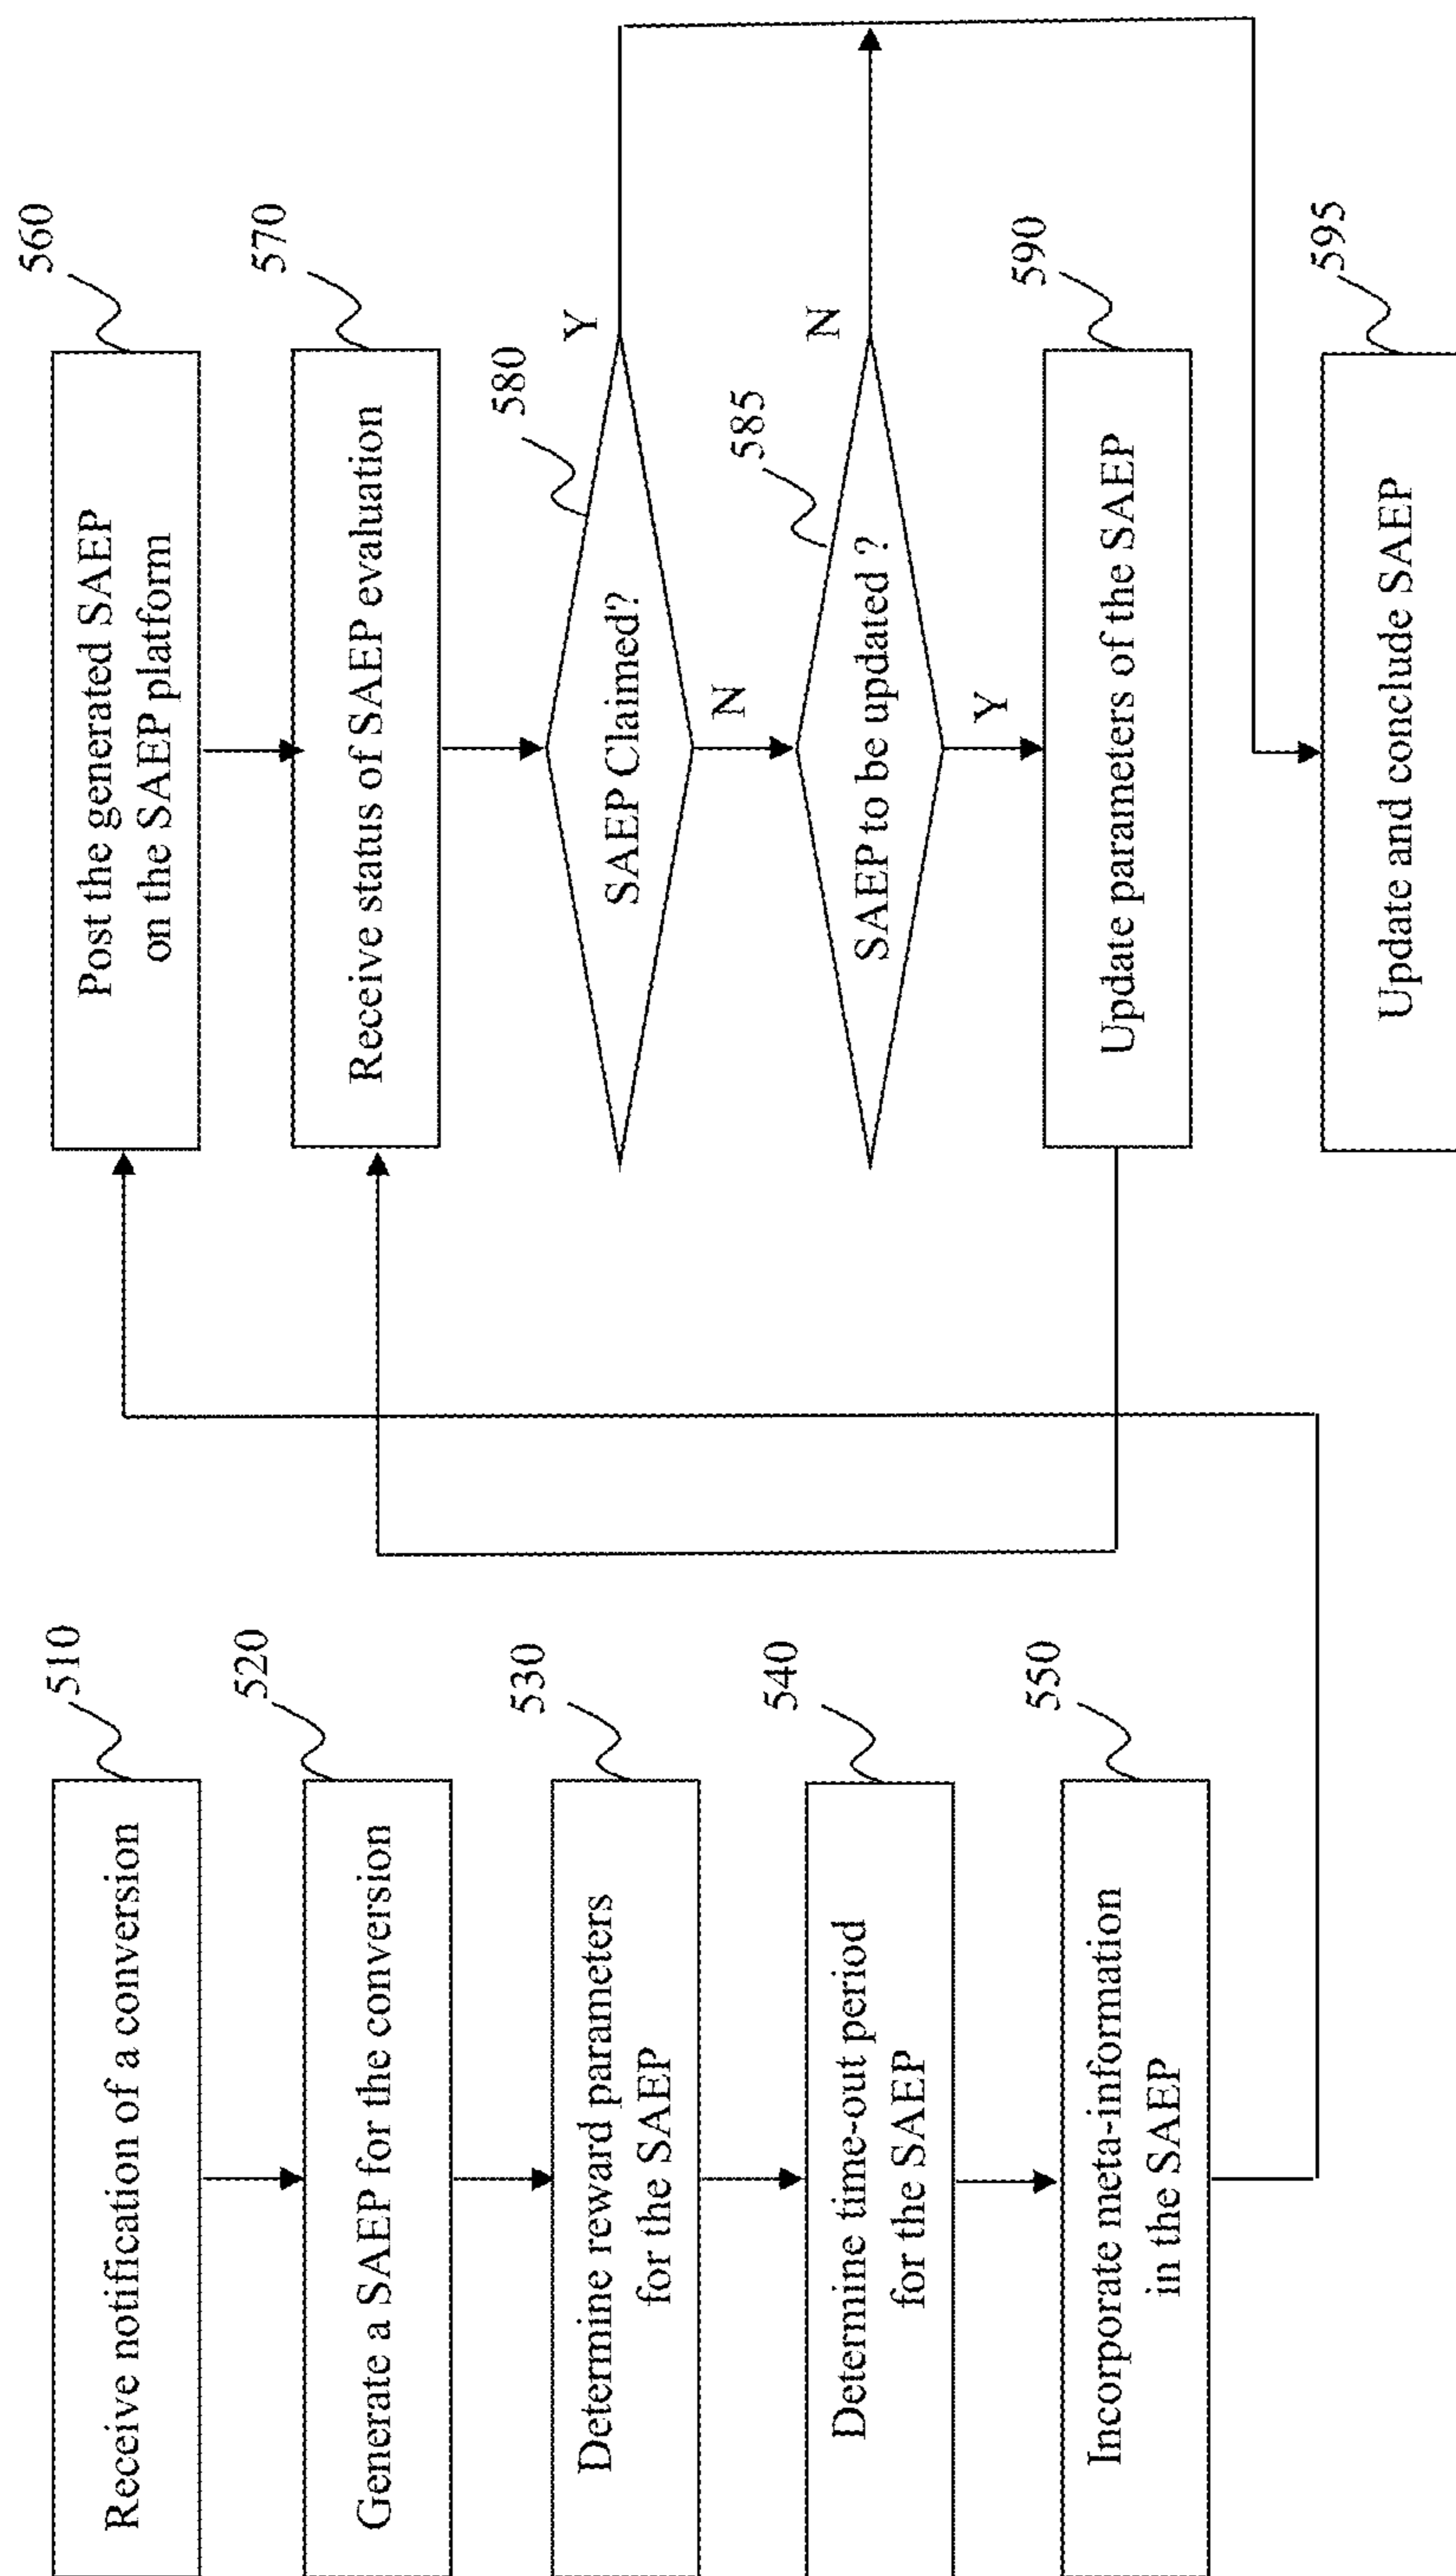 510
Receive notification of a conversion
520
Generate a SAEP for the conversion
530
Determine reward parameters
for the SAEP
540
Determine time-out period
for the SAEP
550
Incorporate meta-information
in the SAEP
560
Post the generated SAEP
on the SAEP platform
570
Receive status of SAEP evaluation
580
SAEP Claimed?
Y
N
585
SAEP to be updated ?
N
Y
590
Update parameters of the SAEP
595
Update and conclude SAEP